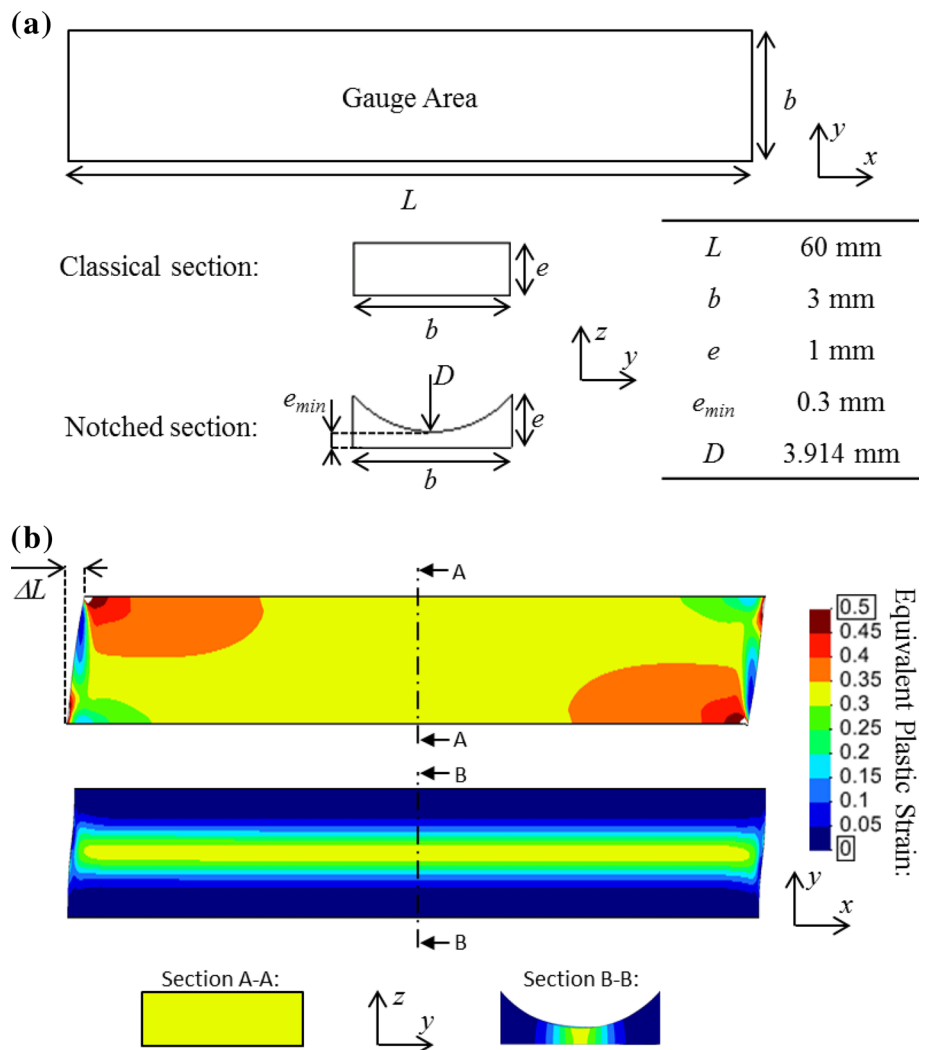 (a)
Gauge Area
b
y
x
L
Classical section:
e
b
z
y
D
e_min
Notched section:
e
b
L 60 mm
b 3 mm
e 1 mm
e_min 0.3 mm
D 3.914 mm
(b)
ΔL
A
A
B
B
0.5
0.45
0.4
0.35
0.3
0.25
0.2
0.15
0.1
0.05
0
Equivalent Plastic Strain:
y
x
Section A-A:
z
y
Section B-B: